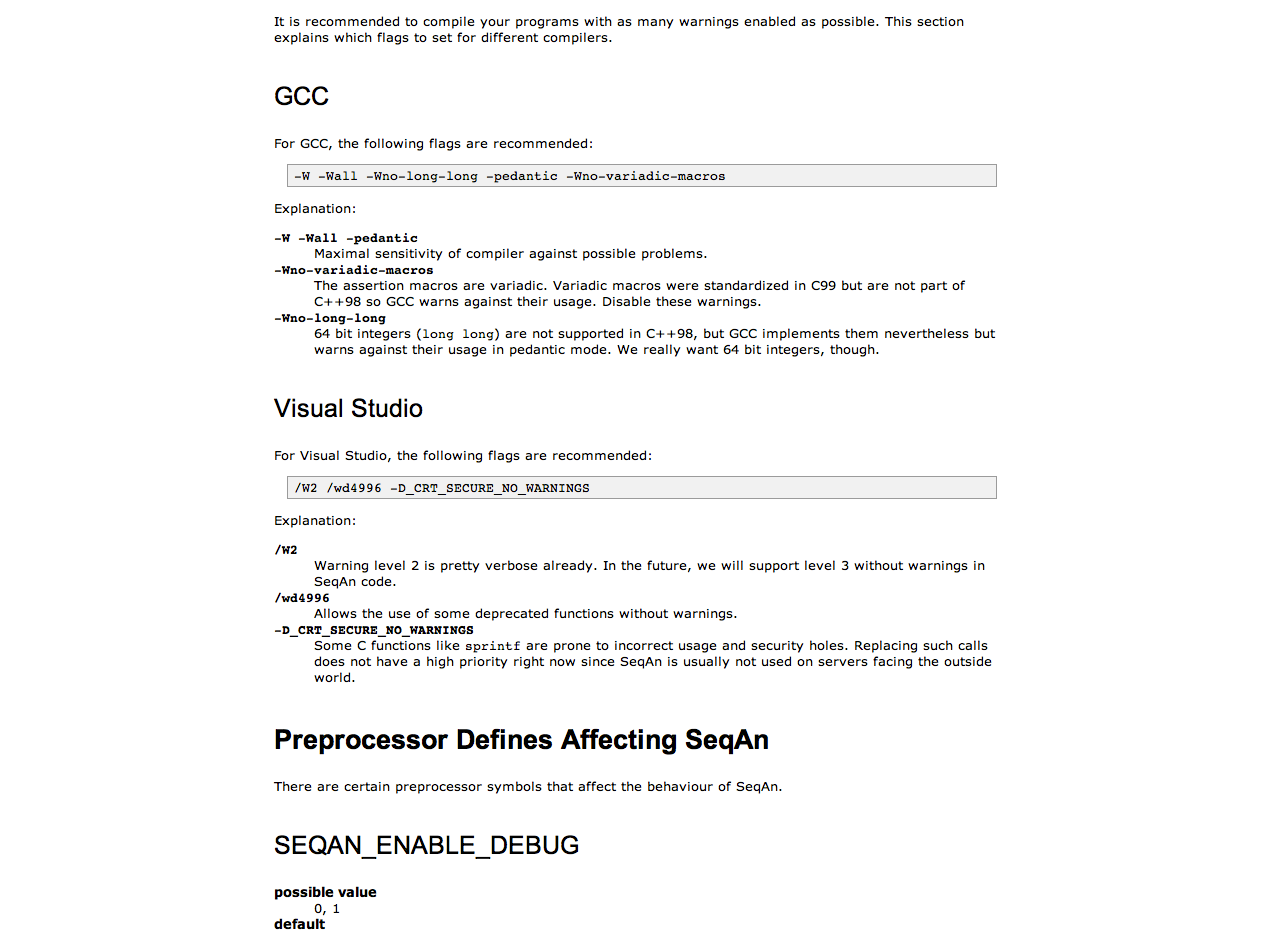 It is recommended to compile your programs with as many warnings enabled as possible. This section
explains which flags to set for different compilers.
GCC
For GCC, the following flags are recommended:
-W -Wall -Wno-long-long -pedantic -Wno-variadic-macros
Explanation:
-W -Wall -pedantic
Maximal sensitivity of compiler against possible problems.
-Wno-variadic-macros
The assertion macros are variadic. Variadic macros were standardized in C99 but are not part of
C++98 so GCC warns against their usage. Disable these warnings.
-Wno-long-long
64 bit integers (long long) are not supported in C++98, but GCC implements them nevertheless but
warns against their usage in pedantic mode. We really want 64 bit integers, though.
Visual Studio
For Visual Studio, the following flags are recommended:
/W2 /wd4996 -D_CRT_SECURE_NO_WARNINGS
Explanation:
/W2
Warning level 2 is pretty verbose already. In the future, we will support level 3 without warnings in
SeqAn code.
/wd4996
Allows the use of some deprecated functions without warnings.
-D_CRT_SECURE_NO_WARNINGS
Some C functions like sprintf are prone to incorrect usage and security holes. Replacing such calls
does not have a high priority right now since SeqAn is usually not used on servers facing the outside
world.
Preprocessor Defines Affecting SeqAn
There are certain preprocessor symbols that affect the behaviour of SeqAn.
SEQAN_ENABLE_DEBUG
possible value
0, 1
default